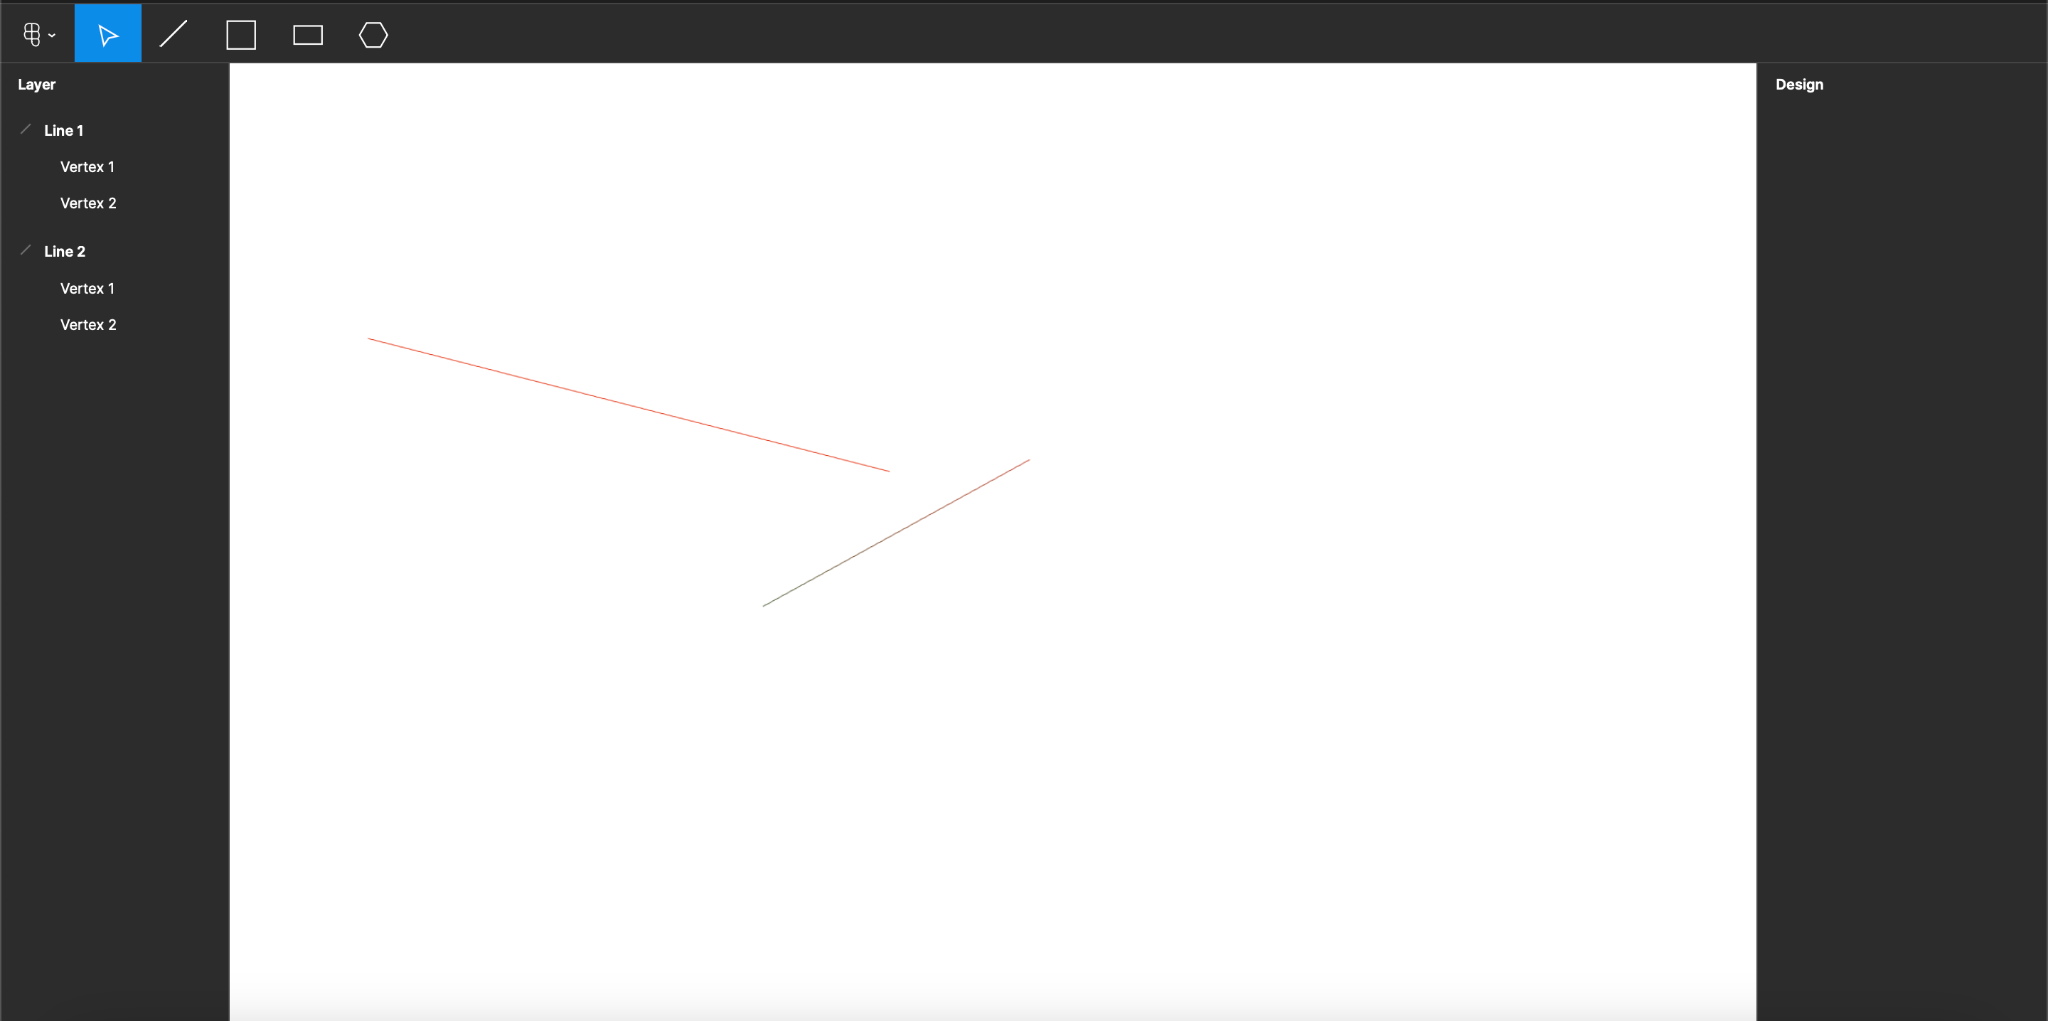 Layer
Line 1
Vertex 1
Vertex 2
Line 2
Vertex 1
Vertex 2
Design